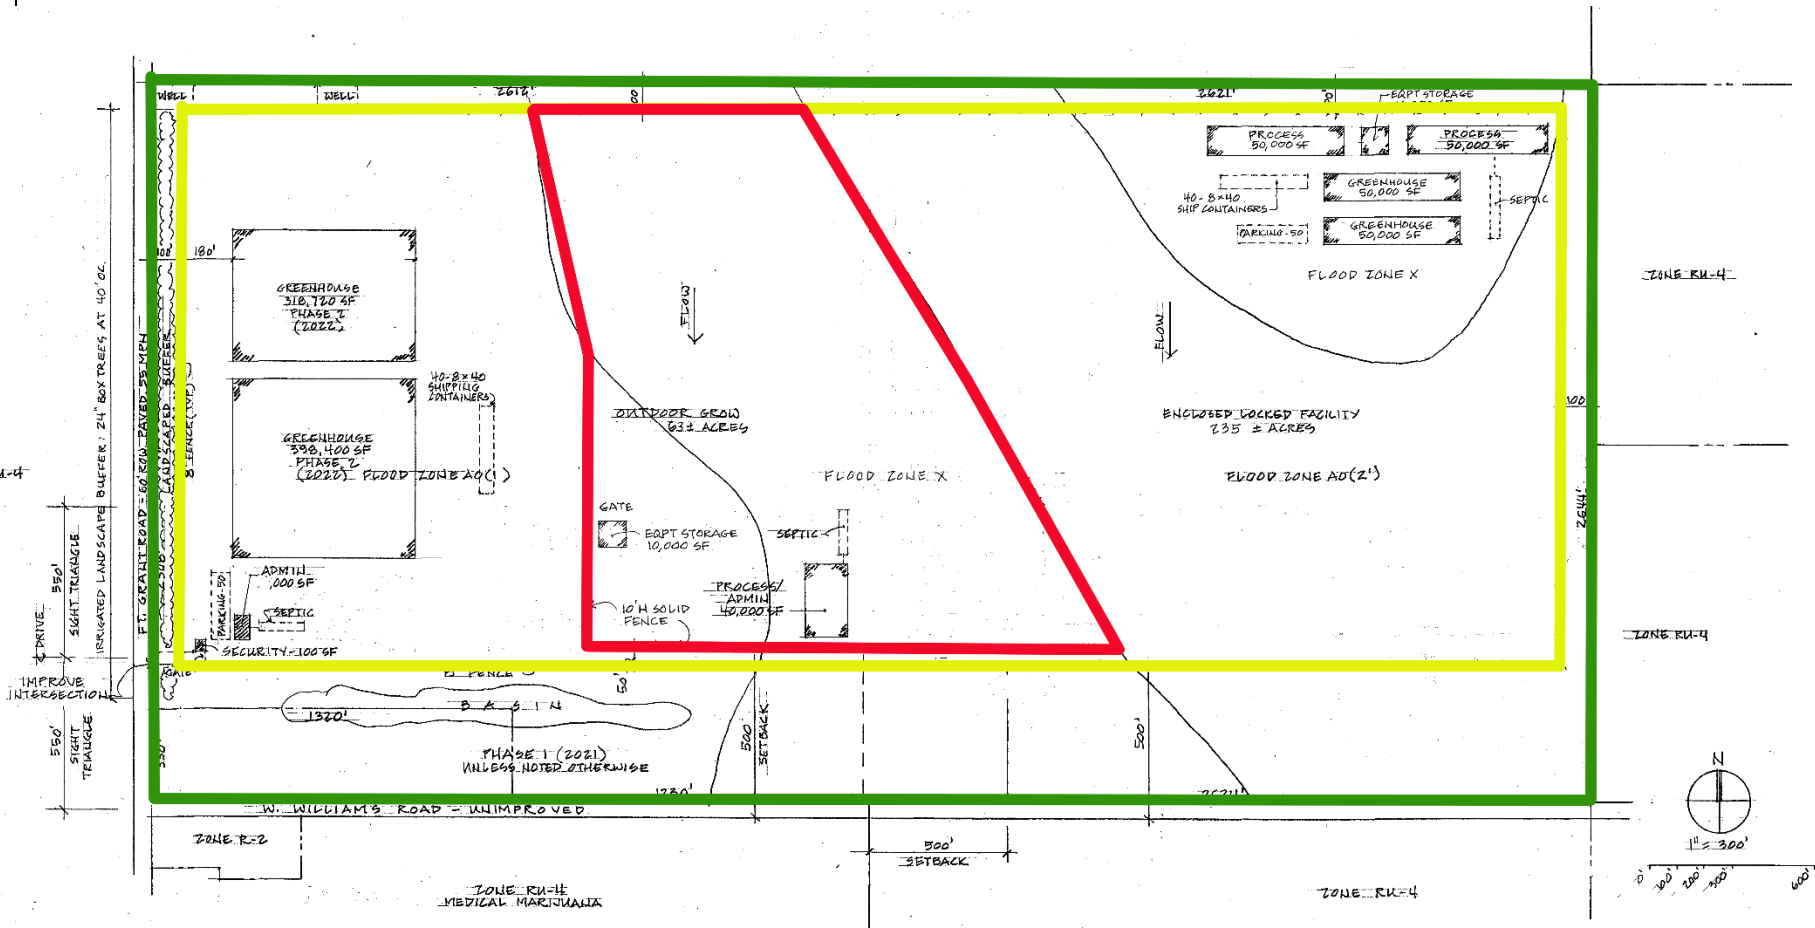 WELL
WELL
2612'
2621'
EQPT STORAGE
PROCESS
50,000 SF
PROCESS
50,000 SF
GREENHOUSE
50,000 SF
40-8×40
SHIP CONTAINERS
SEPTIC
PARKING-50
GREENHOUSE
50,000 SF
FLOOD ZONE X
ZONE RU-4
180'
GREENHOUSE
318,720 SF
PHASE 2
(2022)
FLOW
FLOW
40-8×40
SHIPPING
CONTAINERS
OUTDOOR GROW
63± ACRES
ENCLOSED LOCKED FACILITY
235 ± ACRES
GREENHOUSE
398,400 SF
PHASE 2
(2022)
FLOOD ZONE AO(1')
FLOOD ZONE X
FLOOD ZONE AO(2')
2644'
GATE
EQPT STORAGE
10,000 SF
SEPTIC
ADMIN
,000 SF
PARKING-50
SEPTIC
PROCESS/
ADMIN
40,000 SF
10'H SOLID
FENCE
SECURITY-100 SF
ZONE RU-4
IRRIGATED LANDSCAPE BUFFER: 24" BOX TREES AT 40' OC.
FT. GRANT ROAD - 60' ROW PAVED 55 MPH
LANDSCAPED BUFFER
550'
SIGHT TRIANGLE
DRIVE
IMPROVE
INTERSECTION
GATE
FENCE
50'
BASIN
1320'
PHASE 1 (2021)
UNLESS NOTED OTHERWISE
500'
SETBACK
500'
550'
SIGHT
TRIANGLE
W. WILLIAMS ROAD - UNIMPROVED
ZONE R-2
500'
SETBACK
ZONE RU-4
MEDICAL MARIJUANA
ZONE RU-4
N
1" = 300'
0' 100' 200' 300' 600'